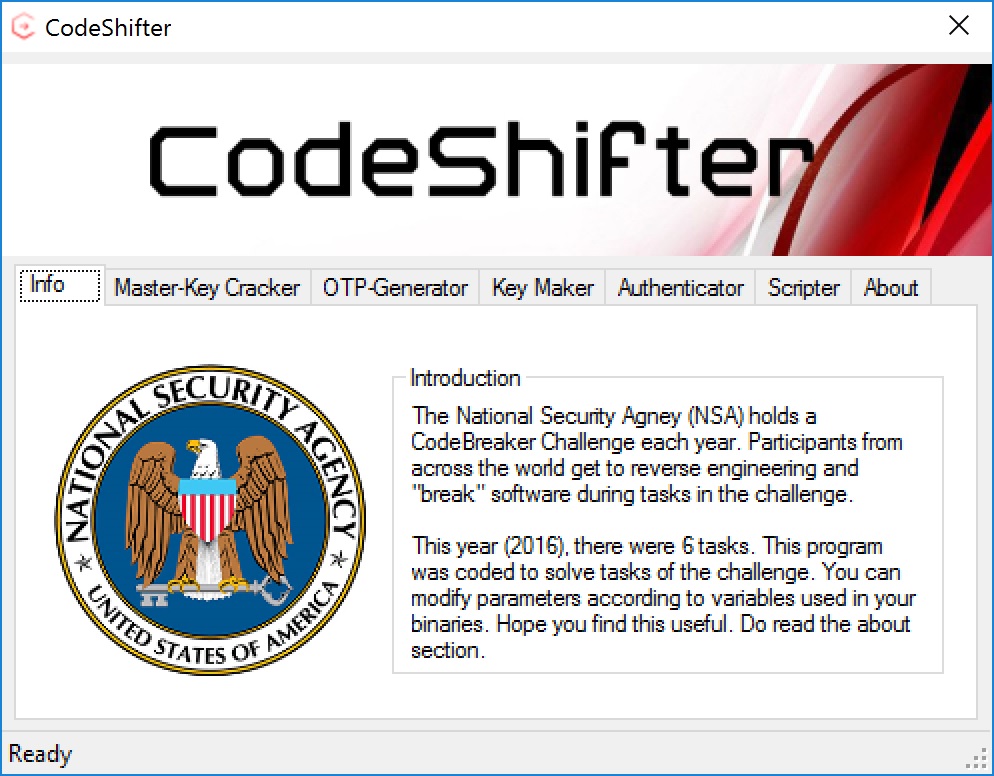 CodeShifter
CodeShifter
Info
Master-Key Cracker
OTP-Generator
Key Maker
Authenticator
Scripter
About
NATIONAL SECURITY AGENCY
UNITED STATES OF AMERICA
Introduction
The National Security Agney (NSA) holds a
CodeBreaker Challenge each year. Participants from
across the world get to reverse engineering and
"break" software during tasks in the challenge.
This year (2016), there were 6 tasks. This program
was coded to solve tasks of the challenge. You can
modify parameters according to variables used in your
binaries. Hope you find this useful. Do read the about
section.
Ready